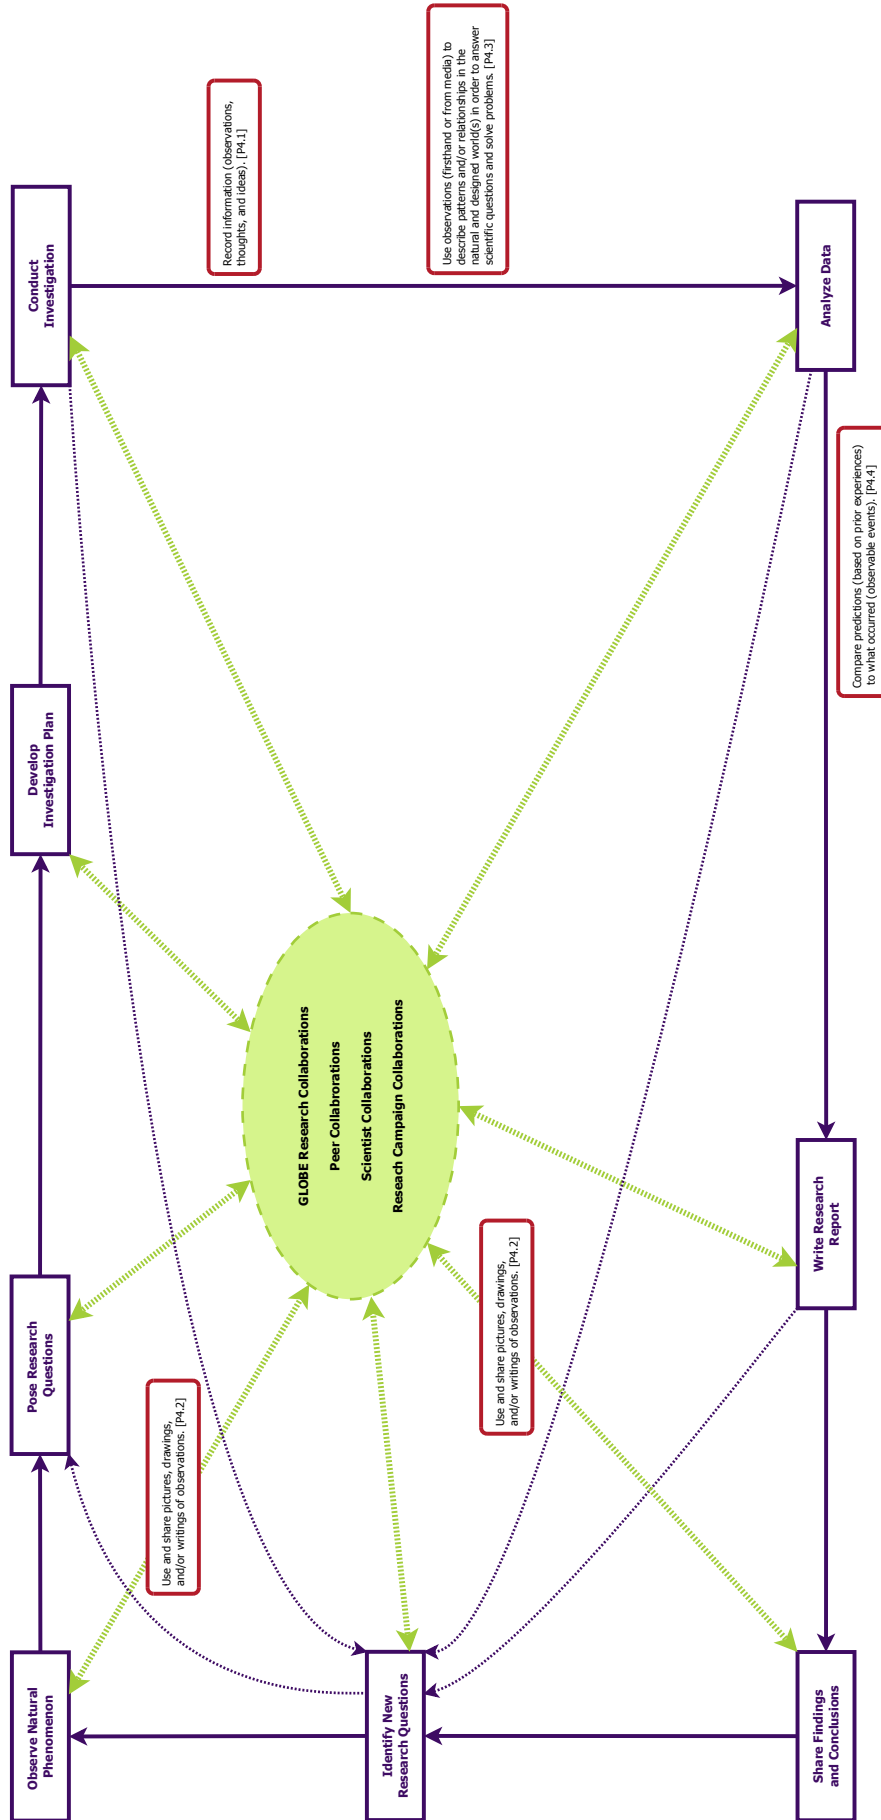 Observe Natural
Phenomenon
Pose Research
Questions
Develop
Investigation Plan
Conduct
Investigation
Use and share pictures, drawings,
and/or writings of observations. [P4.2]
Record information (observations,
thoughts, and ideas). [P4.1]
GLOBE Research Collaborations
Peer Collabrorations
Scientist Collaborations
Reseach Campaign Collaborations
Identify New
Research Questions
Use and share pictures, drawings,
and/or writings of observations. [P4.2]
Use observations (firsthand or from media) to
describe patterns and/or relationships in the
natural and designed world(s) in order to answer
scientific questions and solve problems. [P4.3]
Share Findings
and Conclusions
Write Research
Report
Analyze Data
Compare predictions (based on prior experiences)
to what occurred (observable events). [P4.4]